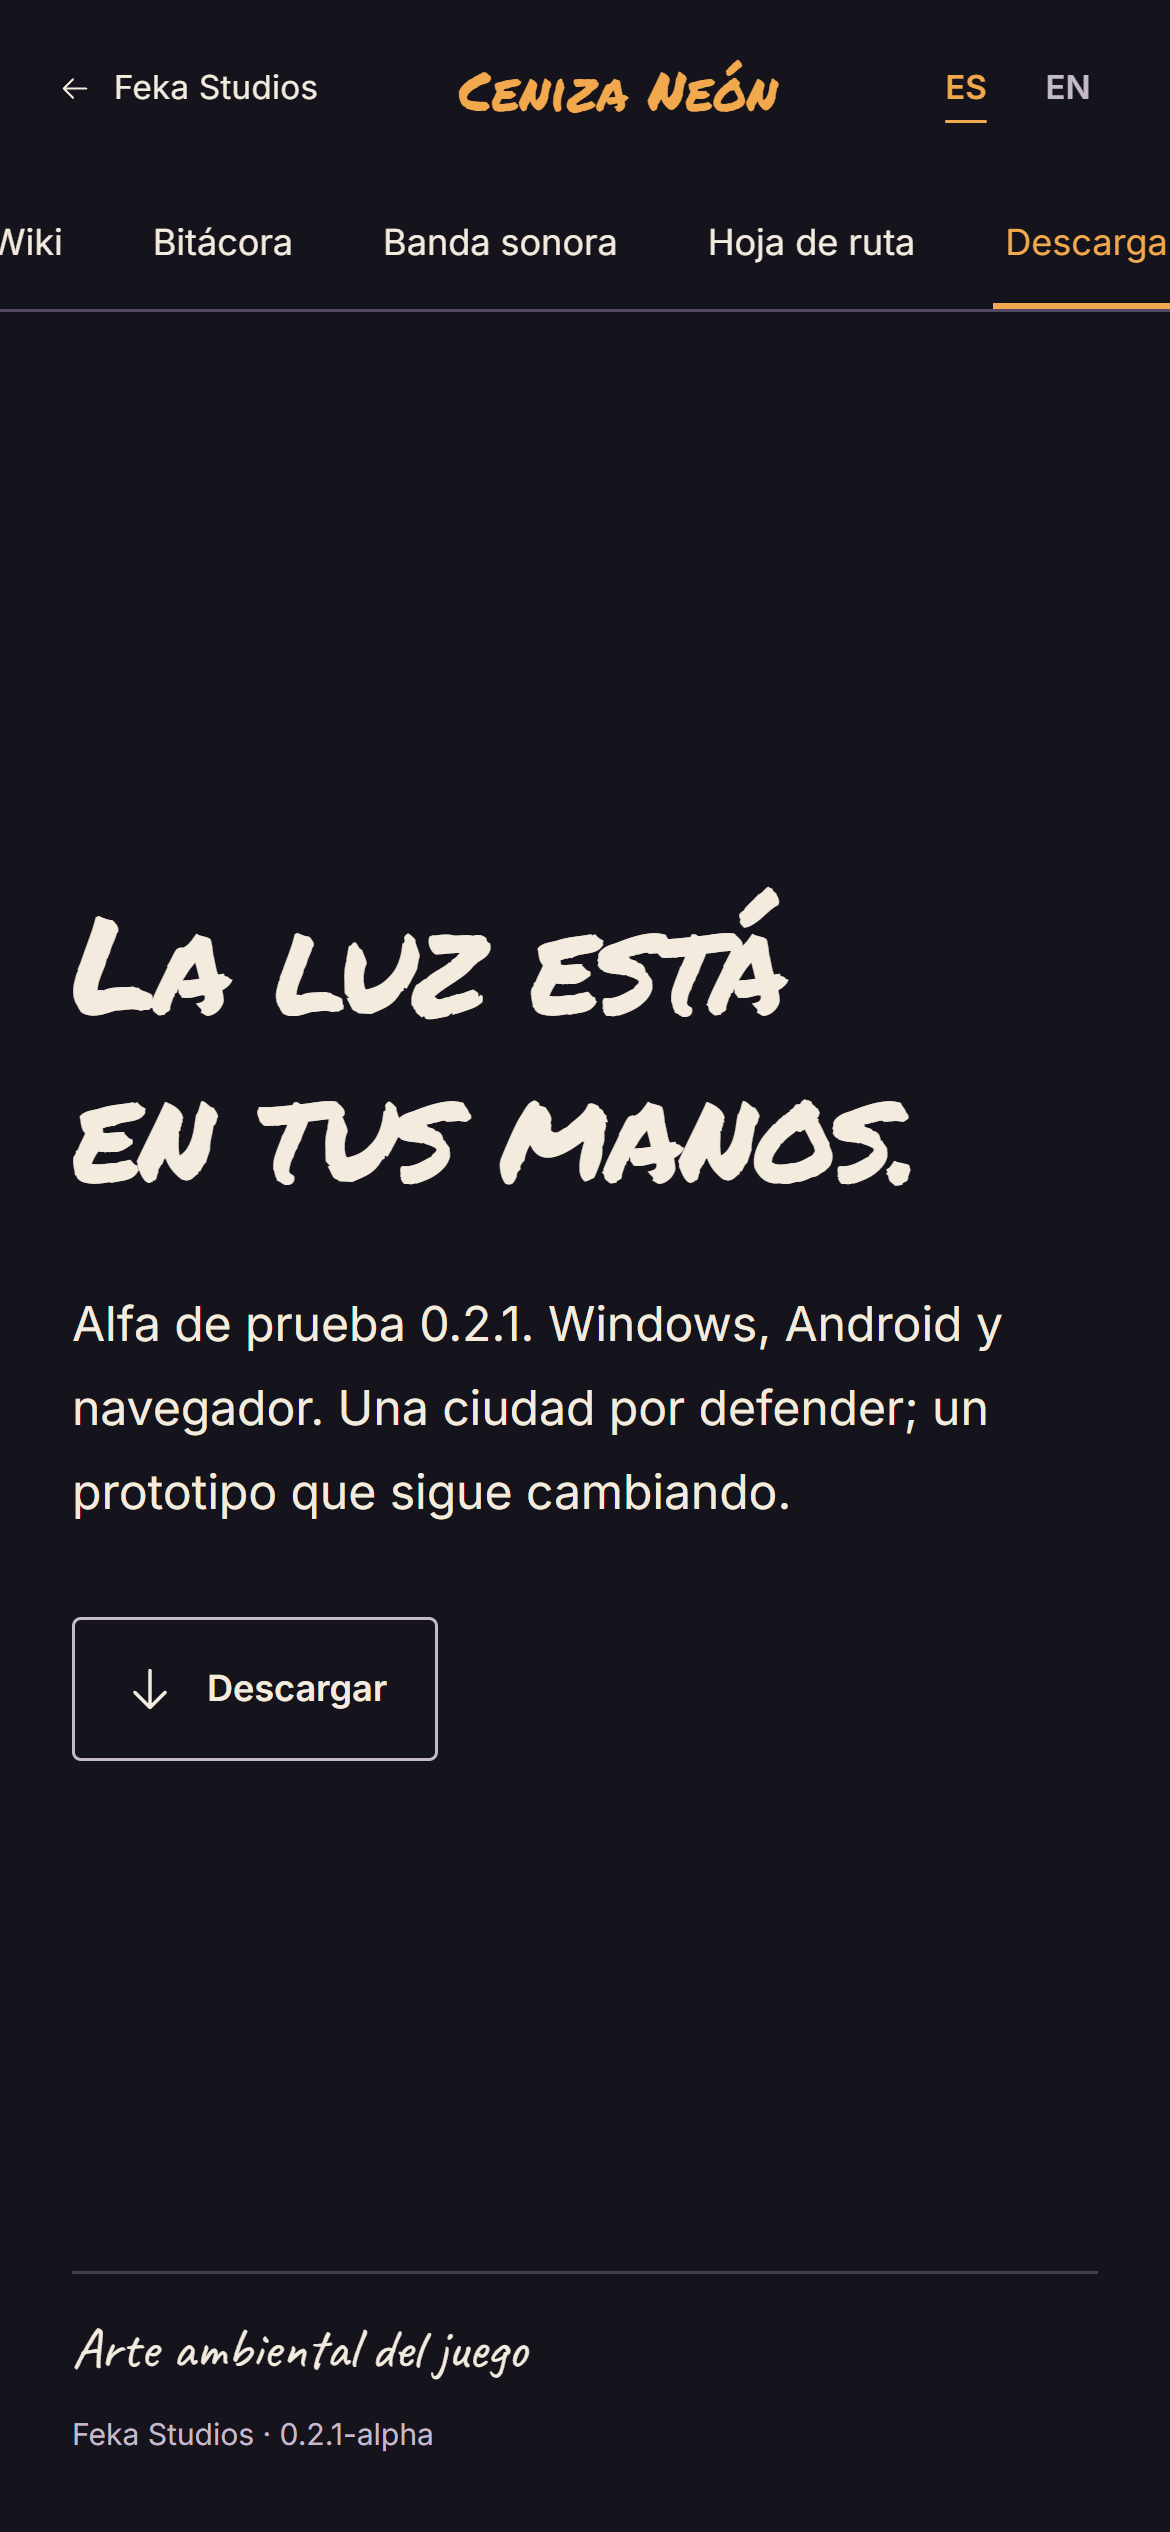 ← Feka Studios
Ceniza Neón
ES EN
Wiki Bitácora Banda sonora Hoja de ruta Descarga
La luz está
en tus manos.
Alfa de prueba 0.2.1. Windows, Android y
navegador. Una ciudad por defender; un
prototipo que sigue cambiando.
↓ Descargar
Arte ambiental del juego
Feka Studios · 0.2.1-alpha